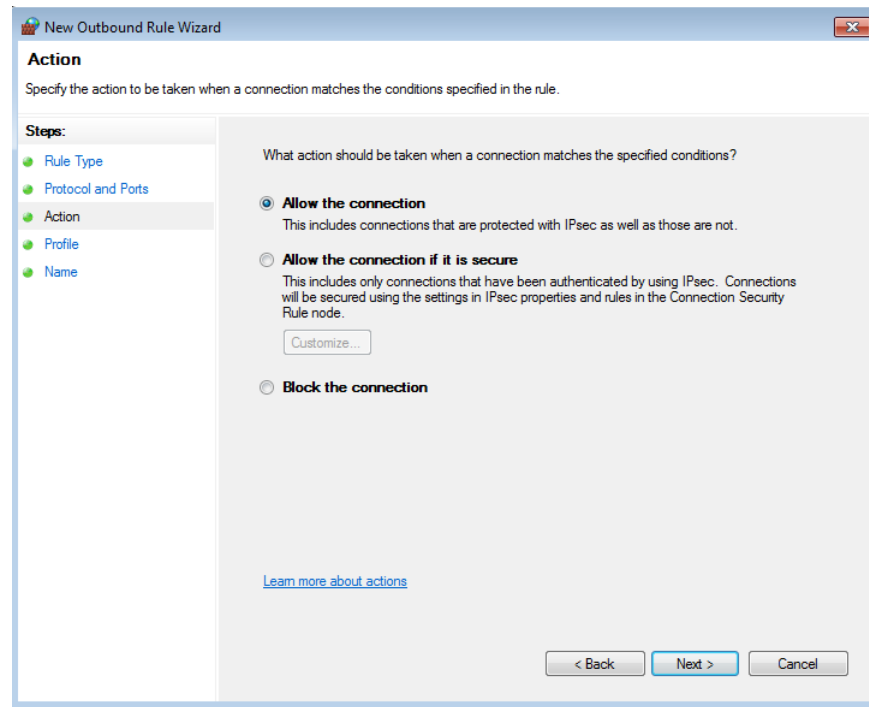 New Outbound Rule Wizard
Action
Specify the action to be taken when a connection matches the conditions specified in the rule.
Steps:
Rule Type
Protocol and Ports
Action
Profile
Name
What action should be taken when a connection matches the specified conditions?
Allow the connection
This includes connections that are protected with IPsec as well as those are not.
Allow the connection if it is secure
This includes only connections that have been authenticated by using IPsec. Connections
will be secured using the settings in IPsec properties and rules in the Connection Security
Rule node.
Customize...
Block the connection
Learn more about actions
< Back
Next >
Cancel